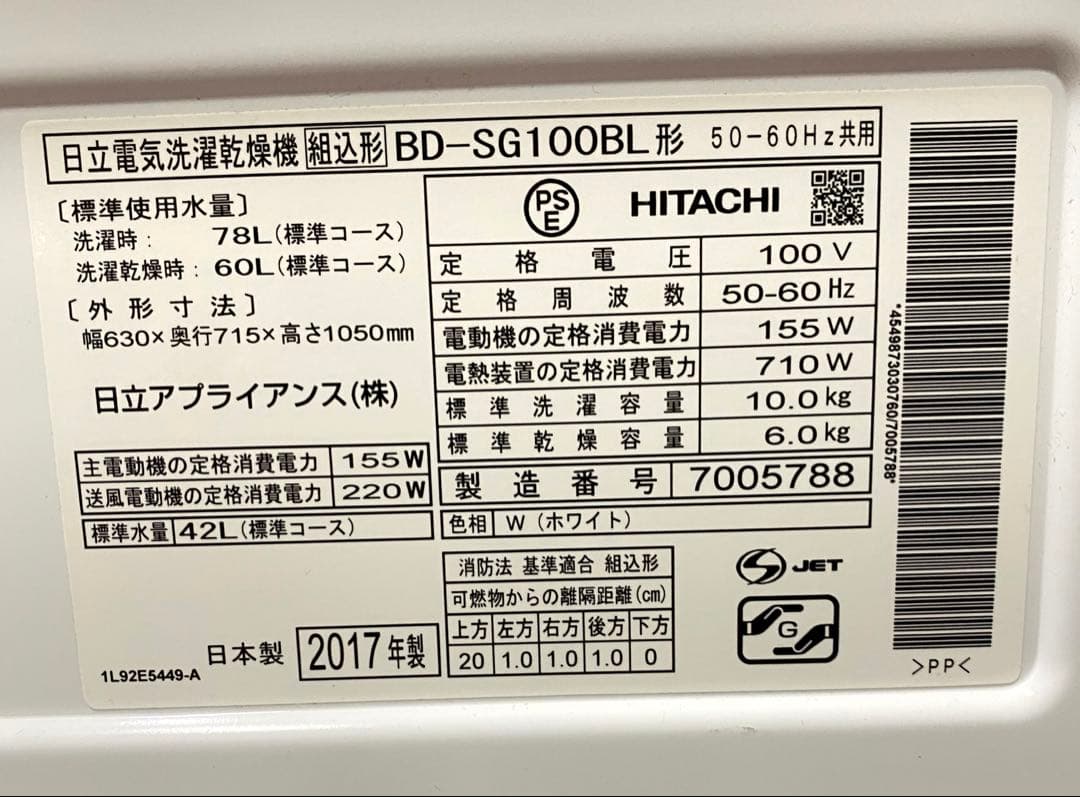 日立電気洗濯乾燥機 組込形 BD-SG100BL形 50-60Hz共用
〔標準使用水量〕
洗濯時: 78L(標準コース)
洗濯乾燥時: 60L(標準コース)
〔外形寸法〕
幅630×奥行715×高さ1050mm
日立アプライアンス(株)
主電動機の定格消費電力 155W
送風電動機の定格消費電力 220W
標準水量 42L(標準コース)
日本製 2017年製
1L92E5449-A
PSE HITACHI
定格電圧 100V
定格周波数 50-60Hz
電動機の定格消費電力 155W
電熱装置の定格消費電力 710W
標準洗濯容量 10.0kg
標準乾燥容量 6.0kg
製造番号 7005788
色相 W(ホワイト)
消防法 基準適合 組込形
可燃物からの離隔距離(cm)
上方 左方 右方 後方 下方
20 1.0 1.0 1.0 0
S JET
G
*4549873030760/7005788*
>PP<